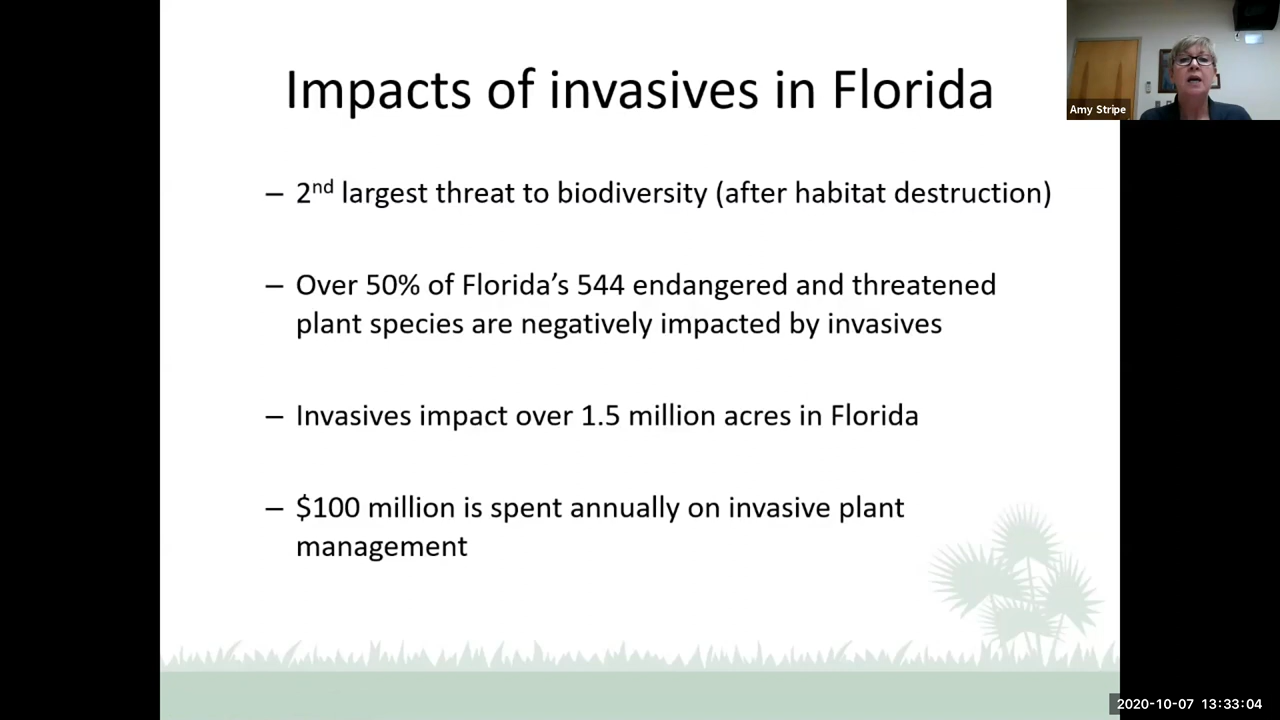 Impacts of invasives in Florida
Amy Stripe
– 2nd largest threat to biodiversity (after habitat destruction)
– Over 50% of Florida’s 544 endangered and threatened
plant species are negatively impacted by invasives
– Invasives impact over 1.5 million acres in Florida
– $100 million is spent annually on invasive plant
management
2020-10-07 13:33:04